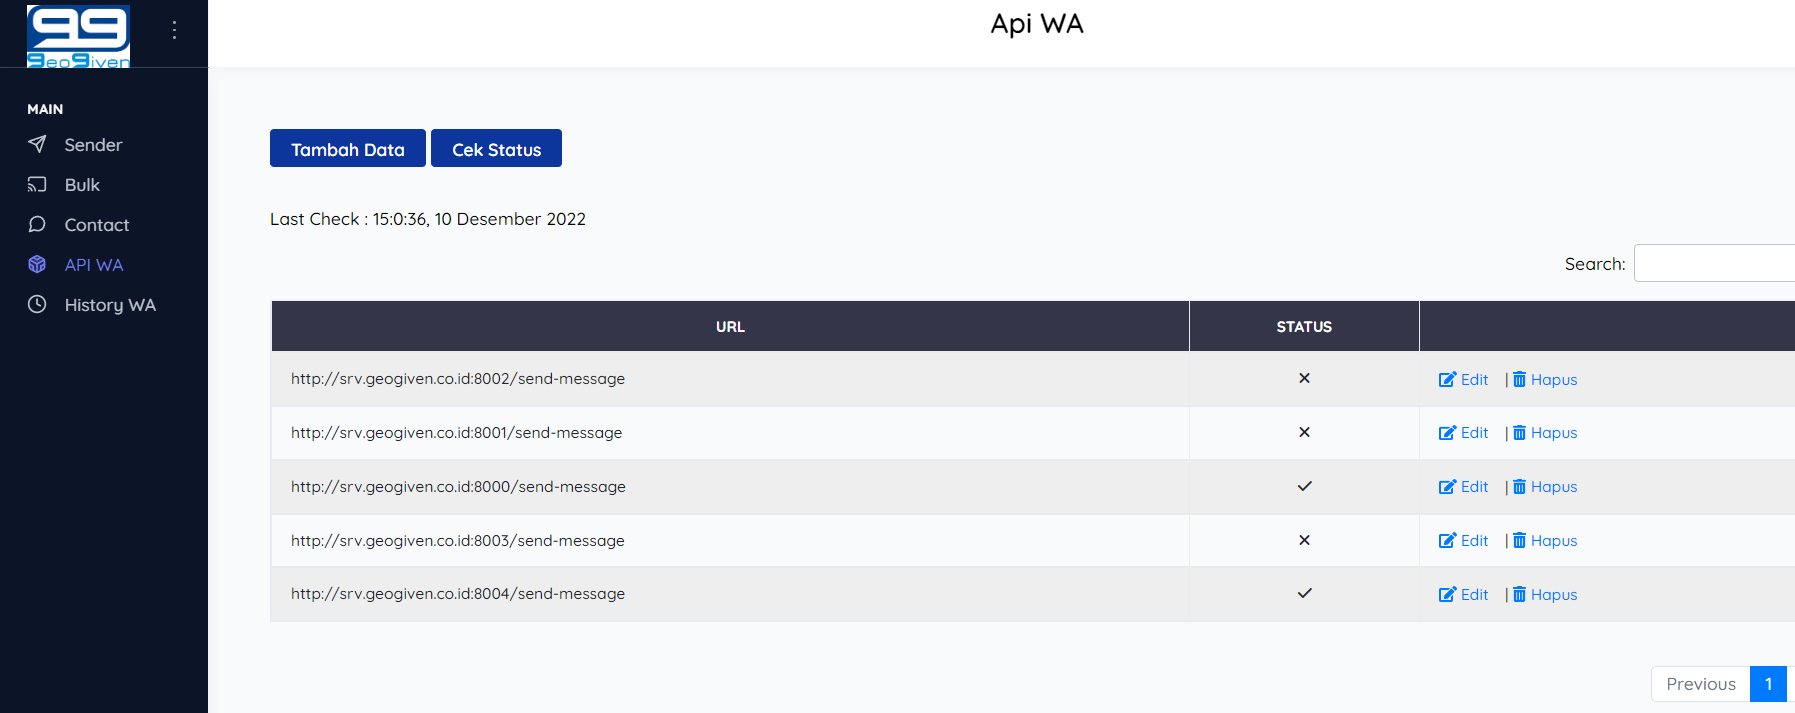 99
geogiven
Api WA
MAIN
Sender
Bulk
Contact
API WA
History WA
Tambah Data Cek Status
Last Check : 15:0:36, 10 Desember 2022
Search:
URL STATUS
http://srv.geogiven.co.id:8002/send-message Edit | Hapus
http://srv.geogiven.co.id:8001/send-message Edit | Hapus
http://srv.geogiven.co.id:8000/send-message Edit | Hapus
http://srv.geogiven.co.id:8003/send-message Edit | Hapus
http://srv.geogiven.co.id:8004/send-message Edit | Hapus
Previous 1